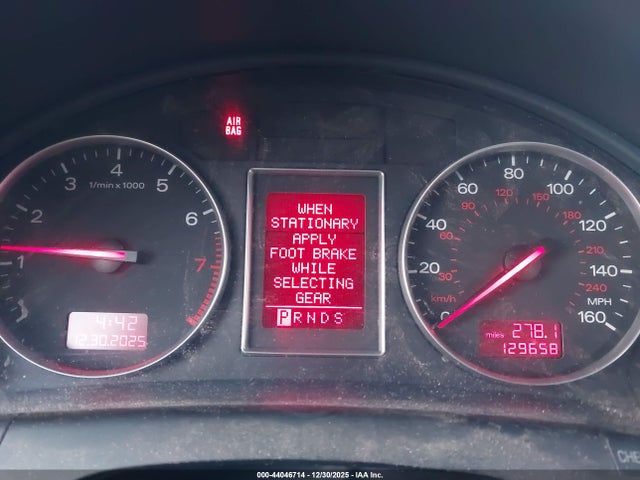 AIR
BAG
1/min x 1000
1 2 3 4 5 6 7
4:42
12.30.2025
WHEN
STATIONARY
APPLY
FOOT BRAKE
WHILE
SELECTING
GEAR
PRNDS
0 20 40 60 80 100 120 140 160
30 60 90 120 150 180 210 240
km/h
MPH
miles 278.1
129658
CHE
000-44046714 - 12/30/2025 - IAA Inc.